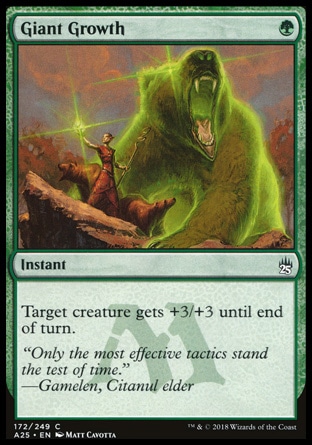 Giant Growth
Instant
25
Target creature gets +3/+3 until end
of turn.
“Only the most effective tactics stand
the test of time.”
—Gamelen, Citanul elder
172/249 C
A25 • EN Matt Cavotta
™ & © 2018 Wizards of the Coast